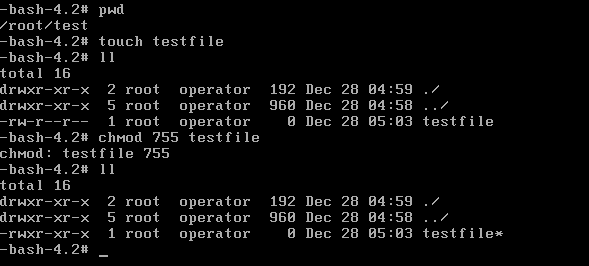 -bash-4.2# pwd
/root/test
-bash-4.2# touch testfile
-bash-4.2# ll
total 16
drwxr-xr-x  2 root  operator  192 Dec 28 04:59 ./
drwxr-xr-x  5 root  operator  960 Dec 28 04:58 ../
-rw-r--r--  1 root  operator    0 Dec 28 05:03 testfile
-bash-4.2# chmod 755 testfile
chmod: testfile 755
-bash-4.2# ll
total 16
drwxr-xr-x  2 root  operator  192 Dec 28 04:59 ./
drwxr-xr-x  5 root  operator  960 Dec 28 04:58 ../
-rwxr-xr-x  1 root  operator    0 Dec 28 05:03 testfile*
-bash-4.2# _